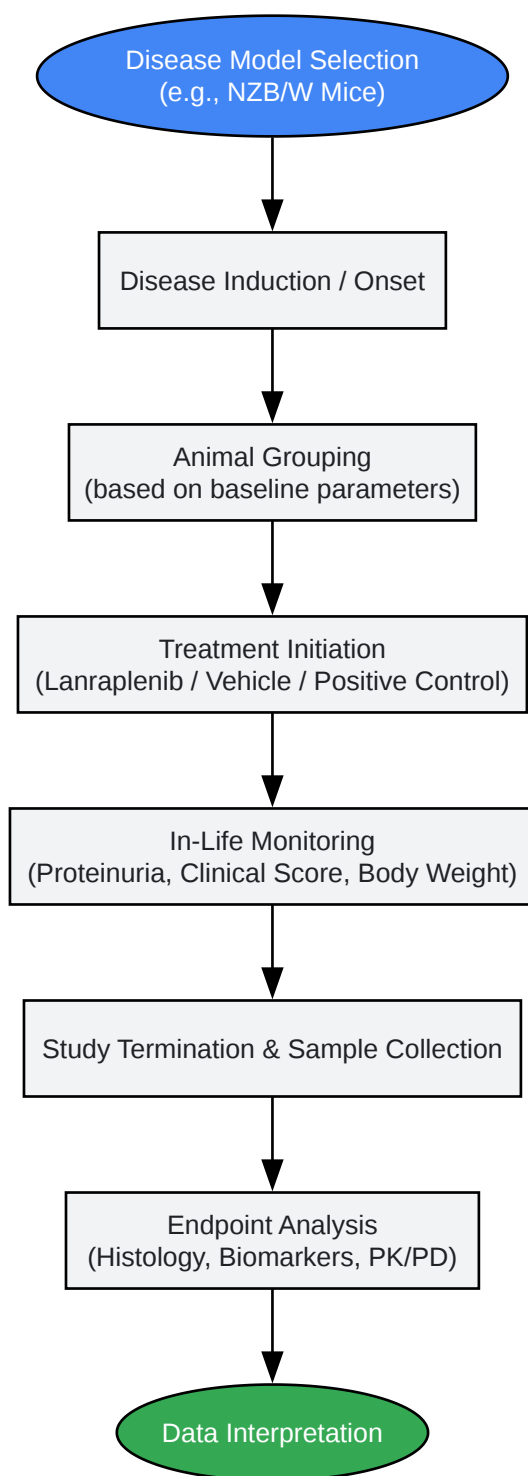 Disease Model Selection
(e.g., NZB/W Mice)
Disease Induction / Onset
Animal Grouping
(based on baseline parameters)
Treatment Initiation
(Lanraplenib / Vehicle / Positive Control)
In-Life Monitoring
(Proteinuria, Clinical Score, Body Weight)
Study Termination & Sample Collection
Endpoint Analysis
(Histology, Biomarkers, PK/PD)
Data Interpretation